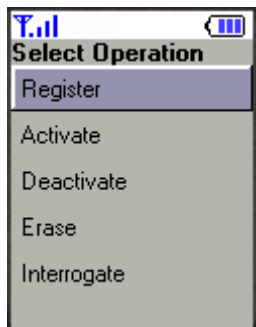 Select Operation
Register
Activate
Deactivate
Erase
Interrogate